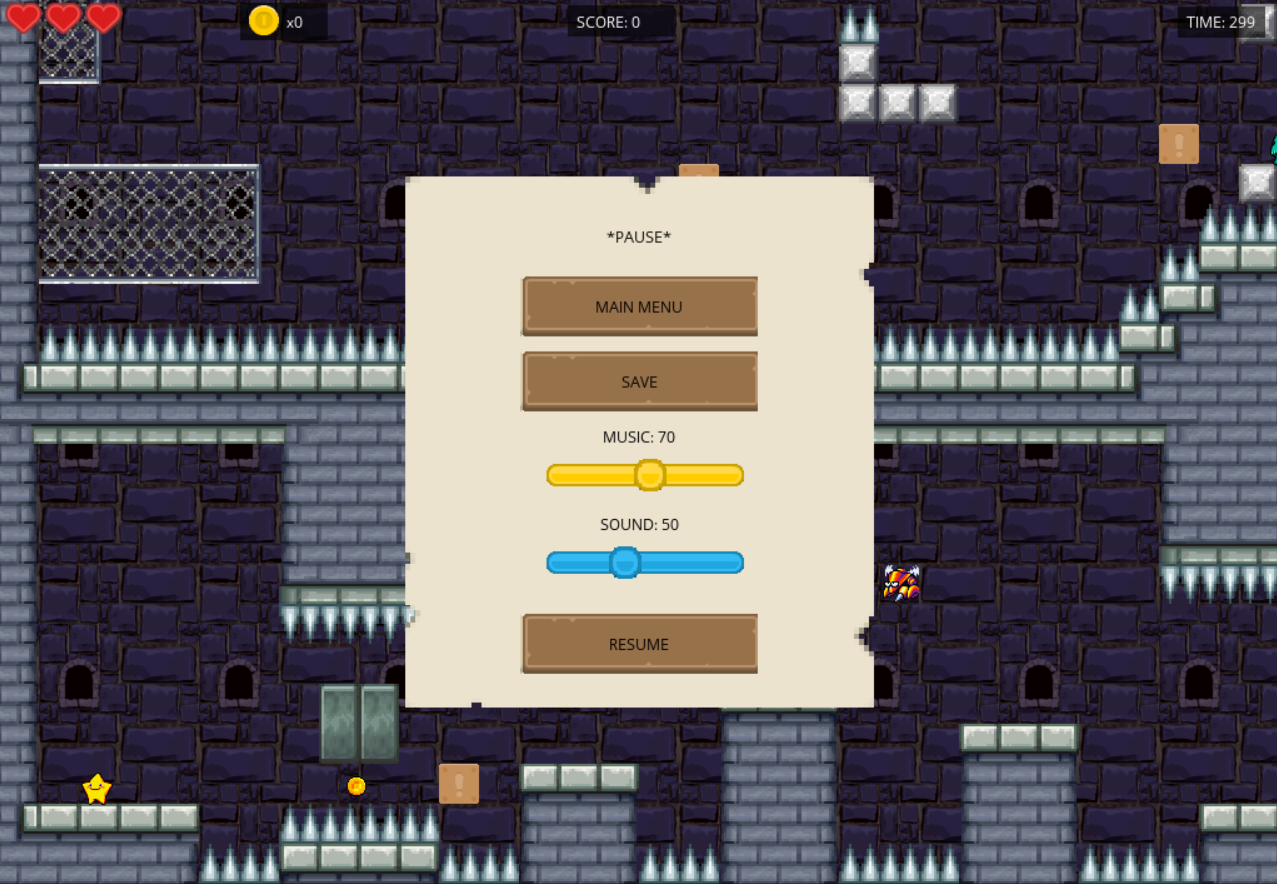 x0
SCORE: 0
TIME: 299
*PAUSE*
MAIN MENU
SAVE
MUSIC: 70
SOUND: 50
RESUME